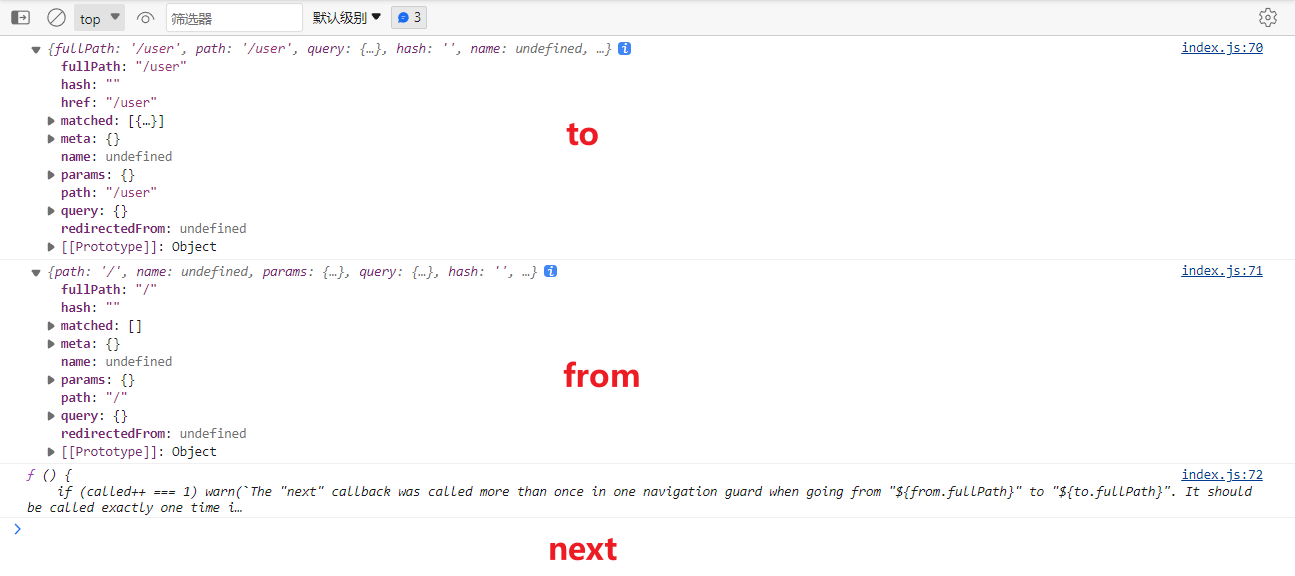 top 筛选器 默认级别 3
{fullPath: '/user', path: '/user', query: {…}, hash: '', name: undefined, …} i index.js:70
fullPath: "/user"
hash: ""
href: "/user"
matched: [{…}]
meta: {}
name: undefined
params: {}
path: "/user"
query: {}
redirectedFrom: undefined
[[Prototype]]: Object
to
{path: '/', name: undefined, params: {…}, query: {…}, hash: '', …} i index.js:71
fullPath: "/"
hash: ""
matched: []
meta: {}
name: undefined
params: {}
path: "/"
query: {}
redirectedFrom: undefined
[[Prototype]]: Object
from
f () { index.js:72
if (called++ === 1) warn(`The "next" callback was called more than once in one navigation guard when going from "${from.fullPath}" to "${to.fullPath}". It should
be called exactly one time i…
next